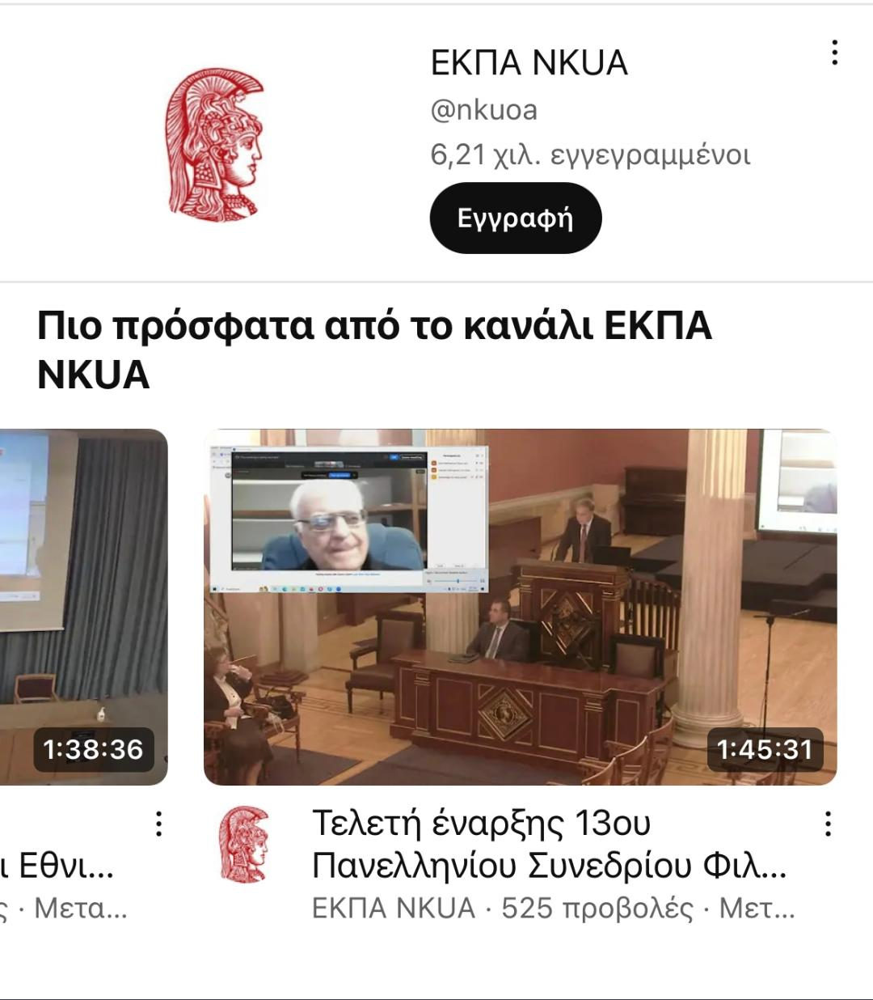 ΕΚΠΑ NKUA
@nkuoa
6,21 χιλ. εγγεγραμμένοι
Εγγραφή
Πιο πρόσφατα από το κανάλι ΕΚΠΑ
NKUA
1:38:36
1:45:31
ι Εθνι...
ς · Μετα...
Τελετή έναρξης 13ου
Πανελληνίου Συνεδρίου Φιλ...
ΕΚΠΑ NKUA · 525 προβολές · Μετ...